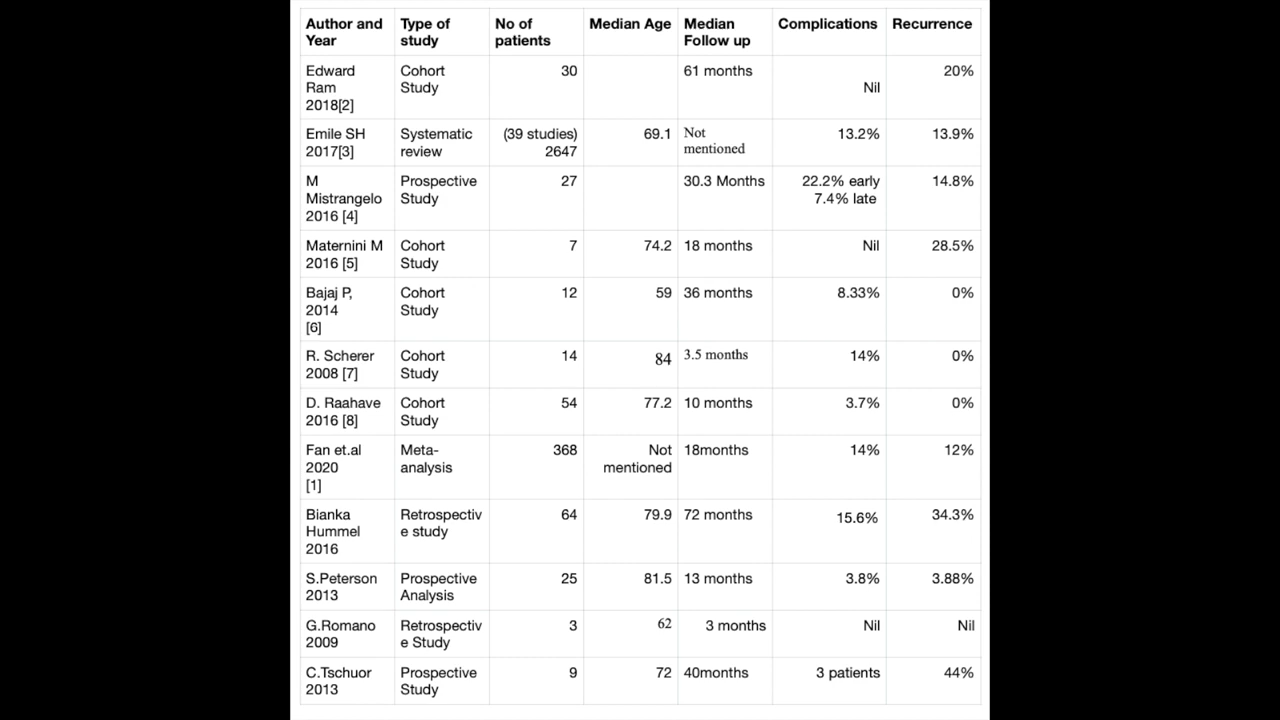 Author and Year | Type of study | No of patients | Median Age | Median Follow up | Complications | Recurrence
Edward Ram 2018[2] | Cohort Study | 30 | | 61 months | Nil | 20%
Emile SH 2017[3] | Systematic review | (39 studies) 2647 | 69.1 | Not mentioned | 13.2% | 13.9%
M Mistrangelo 2016 [4] | Prospective Study | 27 | | 30.3 Months | 22.2% early 7.4% late | 14.8%
Maternini M 2016 [5] | Cohort Study | 7 | 74.2 | 18 months | Nil | 28.5%
Bajaj P, 2014 [6] | Cohort Study | 12 | 59 | 36 months | 8.33% | 0%
R. Scherer 2008 [7] | Cohort Study | 14 | 84 | 3.5 months | 14% | 0%
D. Raahave 2016 [8] | Cohort Study | 54 | 77.2 | 10 months | 3.7% | 0%
Fan et.al 2020 [1] | Meta-analysis | 368 | Not mentioned | 18months | 14% | 12%
Bianka Hummel 2016 | Retrospective study | 64 | 79.9 | 72 months | 15.6% | 34.3%
S.Peterson 2013 | Prospective Analysis | 25 | 81.5 | 13 months | 3.8% | 3.88%
G.Romano 2009 | Retrospective Study | 3 | 62 | 3 months | Nil | Nil
C.Tschuor 2013 | Prospective Study | 9 | 72 | 40months | 3 patients | 44%